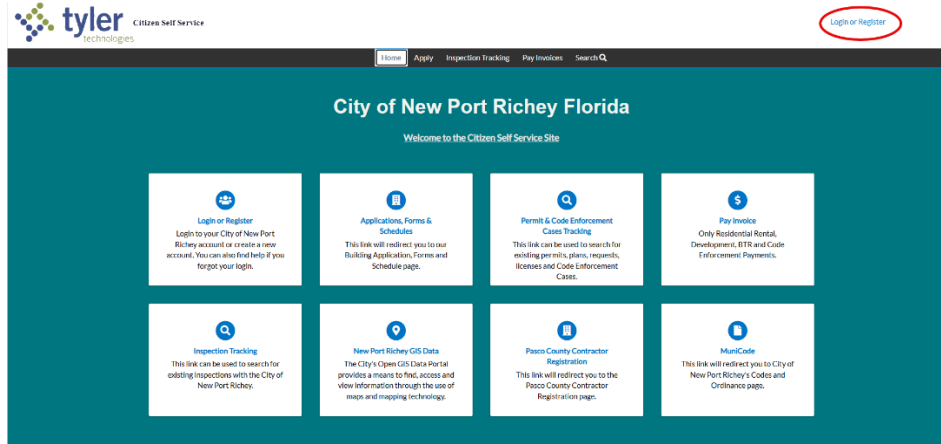 tyler
technologies
Citizen Self Service
Login or Register
Home Apply Inspection Tracking Pay Invoices Search
City of New Port Richey Florida
Welcome to the Citizen Self Service Site
Login or Register
Login to your City of New Port
Richey account or create a new
account. You can also find help if you
forgot your login.
Applications, Forms &
Schedules
This link will redirect you to our
Building Application, Forms and
Schedule page.
Permit & Code Enforcement
Cases Tracking
This link can be used to search for
existing permits, plans, requests,
licenses and Code Enforcement
Cases.
Pay Invoice
Only Residential Rental,
Development, BTR and Code
Enforcement Payments.
Inspection Tracking
This link can be used to search for
existing inspections with the City of
New Port Richey.
New Port Richey GIS Data
The City's Open GIS Data Portal
provides a means to find, access and
view information through the use of
maps and mapping technology.
Pasco County Contractor
Registration
This link will redirect you to the
Pasco County Contractor
Registration page.
MuniCode
This link will redirect you to City of
New Port Richey's Codes and
Ordinance page.